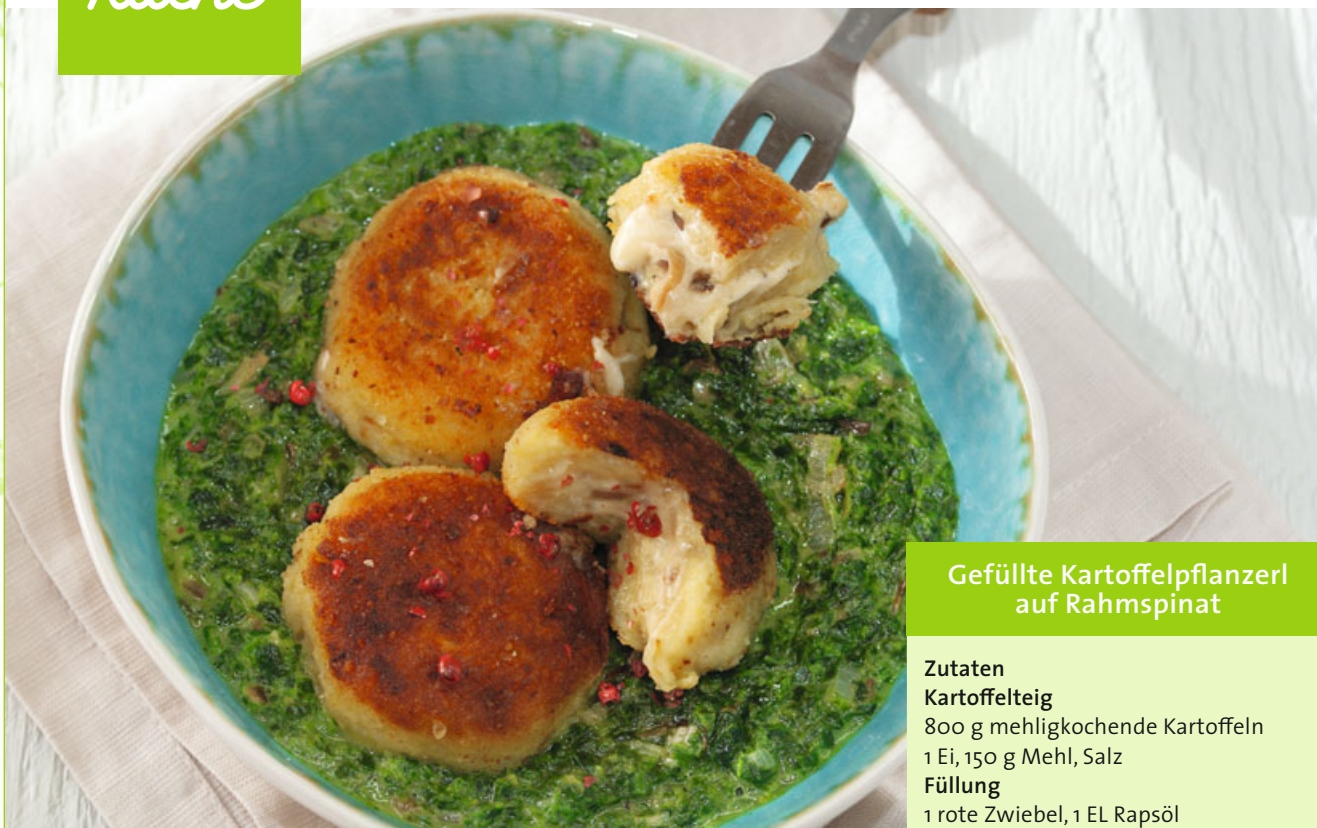 Gefüllte Kartoffelpflanzerl
auf Rahmspinat
Zutaten
Kartoffelteig
800 g mehligkochende Kartoffeln
1 Ei, 150 g Mehl, Salz
Füllung
1 rote Zwiebel, 1 EL Rapsöl